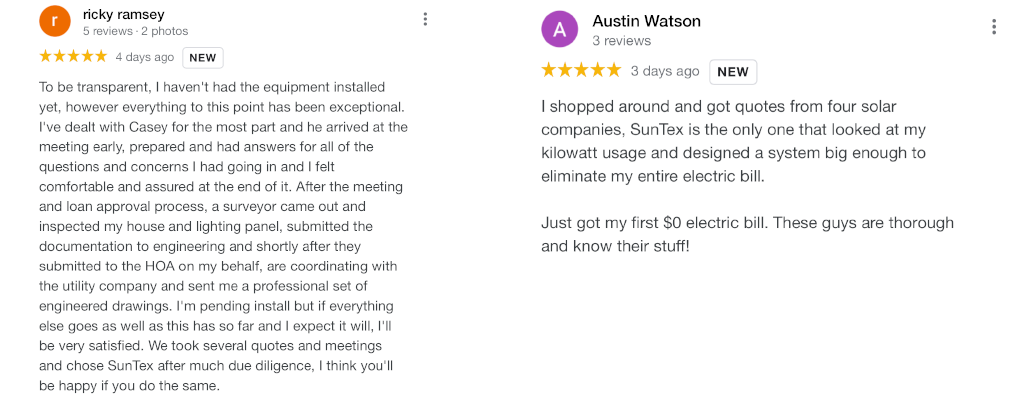 r
ricky ramsey
5 reviews · 2 photos
4 days ago NEW
To be transparent, I haven't had the equipment installed
yet, however everything to this point has been exceptional.
I've dealt with Casey for the most part and he arrived at the
meeting early, prepared and had answers for all of the
questions and concerns I had going in and I felt
comfortable and assured at the end of it. After the meeting
and loan approval process, a surveyor came out and
inspected my house and lighting panel, submitted the
documentation to engineering and shortly after they
submitted to the HOA on my behalf, are coordinating with
the utility company and sent me a professional set of
engineered drawings. I'm pending install but if everything
else goes as well as this has so far and I expect it will, I'll
be very satisfied. We took several quotes and meetings
and chose SunTex after much due diligence, I think you'll
be happy if you do the same.
A
Austin Watson
3 reviews
3 days ago NEW
I shopped around and got quotes from four solar
companies, SunTex is the only one that looked at my
kilowatt usage and designed a system big enough to
eliminate my entire electric bill.
Just got my first $0 electric bill. These guys are thorough
and know their stuff!